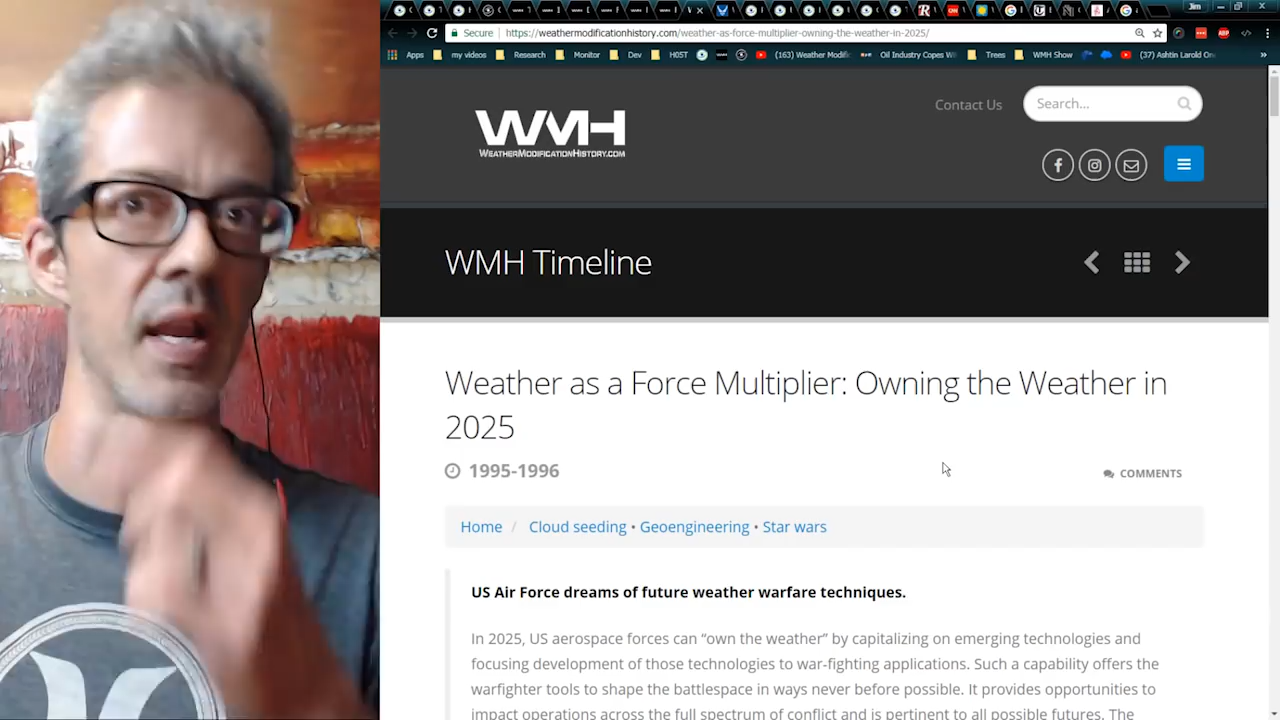 Jim
Secure | https://weathermodificationhistory.com/weather-as-force-multiplier-owning-the-weather-in-2025/
Apps my videos Research Monitor Dev H05T (163) Weather Modifi Oil Industry Copes W Trees WMH Show (37) Ashtin Larold On
WMH
WEATHERMODIFICATIONHISTORY.COM
Contact Us
Search...
WMH Timeline
Weather as a Force Multiplier: Owning the Weather in
2025
1995-1996
COMMENTS
Home / Cloud seeding • Geoengineering • Star wars
US Air Force dreams of future weather warfare techniques.
In 2025, US aerospace forces can “own the weather” by capitalizing on emerging technologies and
focusing development of those technologies to war-fighting applications. Such a capability offers the
warfighter tools to shape the battlespace in ways never before possible. It provides opportunities to
impact operations across the full spectrum of conflict and is pertinent to all possible futures. The